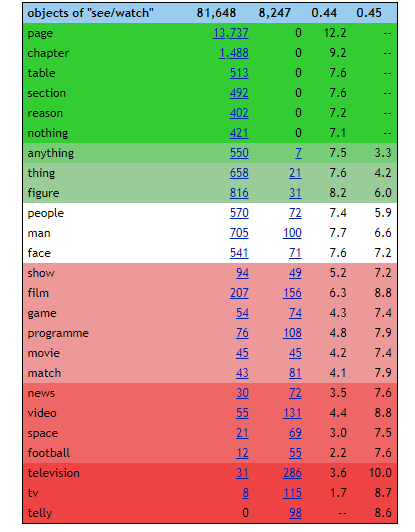 objects of "see/watch" 81,648 8,247 0.44 0.45
page 13,737 0 12.2 --
chapter 1,488 0 9.2 --
table 513 0 7.6 --
section 492 0 7.6 --
reason 402 0 7.2 --
nothing 421 0 7.1 --
anything 550 7 7.5 3.3
thing 658 21 7.6 4.2
figure 816 31 8.2 6.0
people 570 72 7.4 5.9
man 705 100 7.7 6.6
face 541 71 7.6 7.2
show 94 49 5.2 7.2
film 207 156 6.3 8.8
game 54 74 4.3 7.4
programme 76 108 4.8 7.9
movie 45 45 4.2 7.4
match 43 81 4.1 7.9
news 30 72 3.5 7.6
video 55 131 4.4 8.8
space 21 69 3.0 7.5
football 12 55 2.2 7.6
television 31 286 3.6 10.0
tv 8 115 1.7 8.7
telly 0 98 -- 8.6